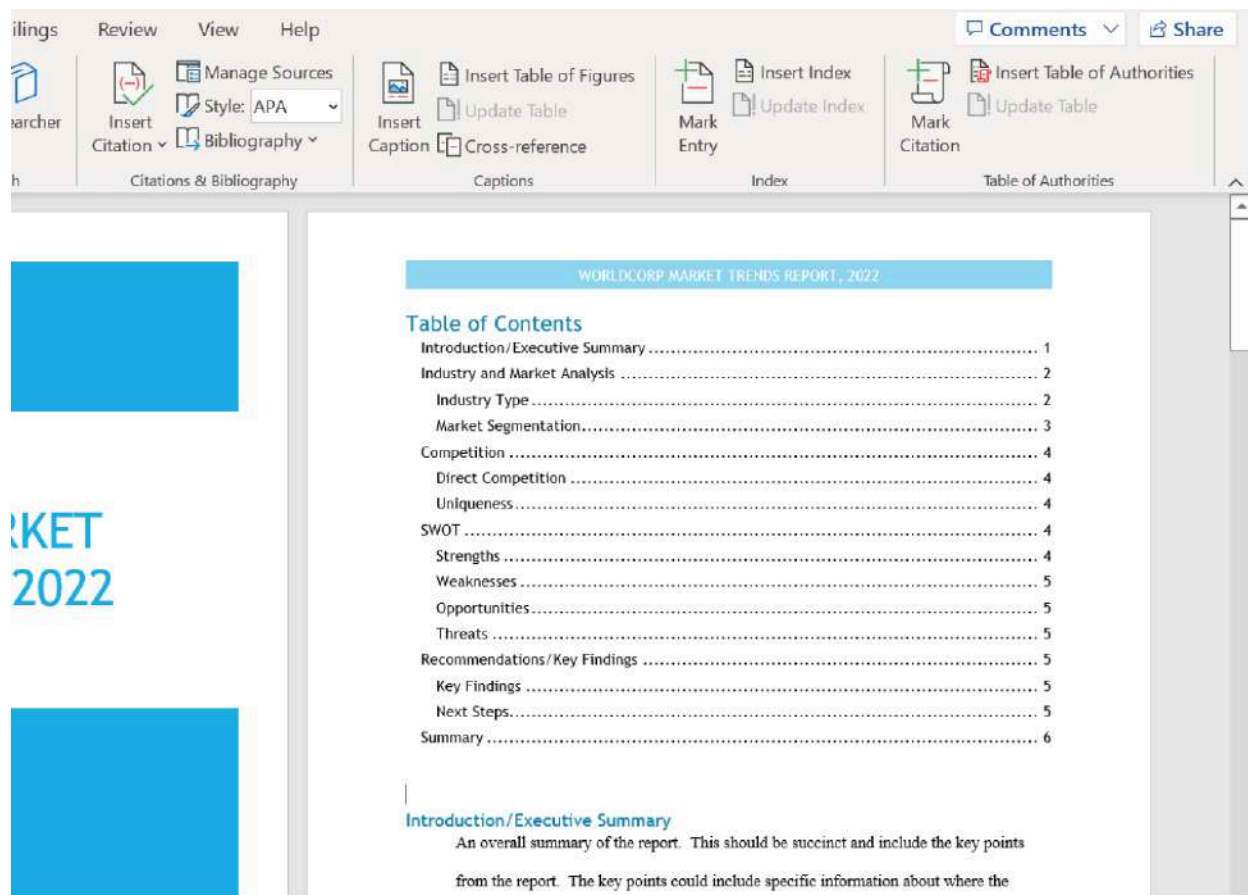 ilings Review View Help Comments Share
earcher
Insert Citation
Manage Sources
Style: APA
Bibliography
Insert Caption
Insert Table of Figures
Update Table
Cross-reference
Mark Entry
Insert Index
Update Index
Mark Citation
Insert Table of Authorities
Update Table
h Citations & Bibliography Captions Index Table of Authorities
RKET
2022
WORLDCORP MARKET TRENDS REPORT, 2022
Table of Contents
Introduction/Executive Summary 1
Industry and Market Analysis 2
Industry Type 2
Market Segmentation 3
Competition 4
Direct Competition 4
Uniqueness 4
SWOT 4
Strengths 4
Weaknesses 5
Opportunities 5
Threats 5
Recommendations/Key Findings 5
Key Findings 5
Next Steps 5
Summary 6
Introduction/Executive Summary
An overall summary of the report. This should be succinct and include the key points
from the report. The key points could include specific information about where the